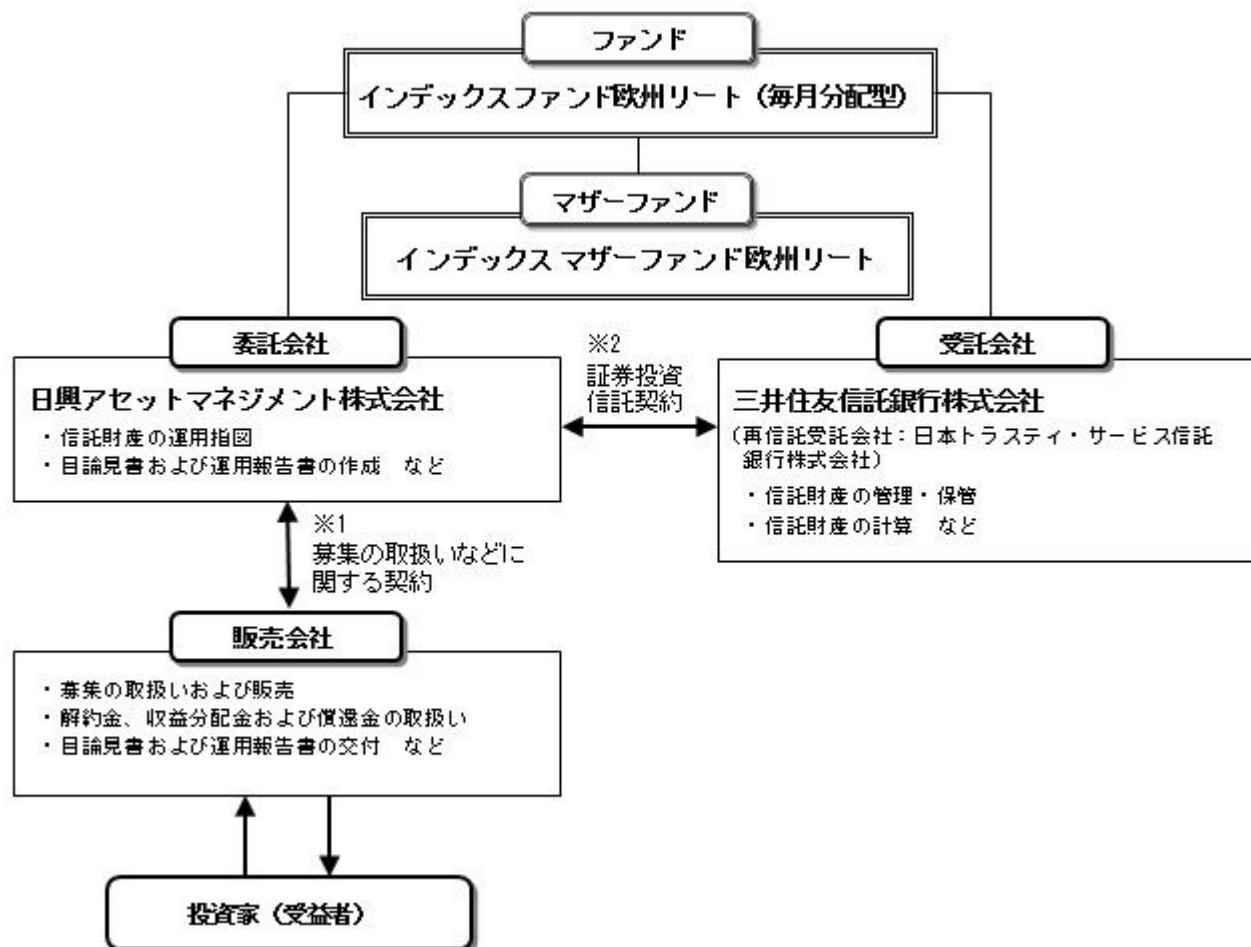 ファンド
インデックスファンド欧州リート（毎月分配型）
マザーファンド
インデックス マザーファンド欧州リート
委託会社
日興アセットマネジメント株式会社
・信託財産の運用指図
・目論見書および運用報告書の作成　など
※2
証券投資
信託契約
受託会社
三井住友信託銀行株式会社
（再信託受託会社：日本トラスティ・サービス信託
銀行株式会社）
・信託財産の管理・保管
・信託財産の計算　など
※1
募集の取扱いなどに
関する契約
販売会社
・募集の取扱いおよび販売
・解約金、収益分配金および償還金の取扱い
・目論見書および運用報告書の交付　など
投資家（受益者）